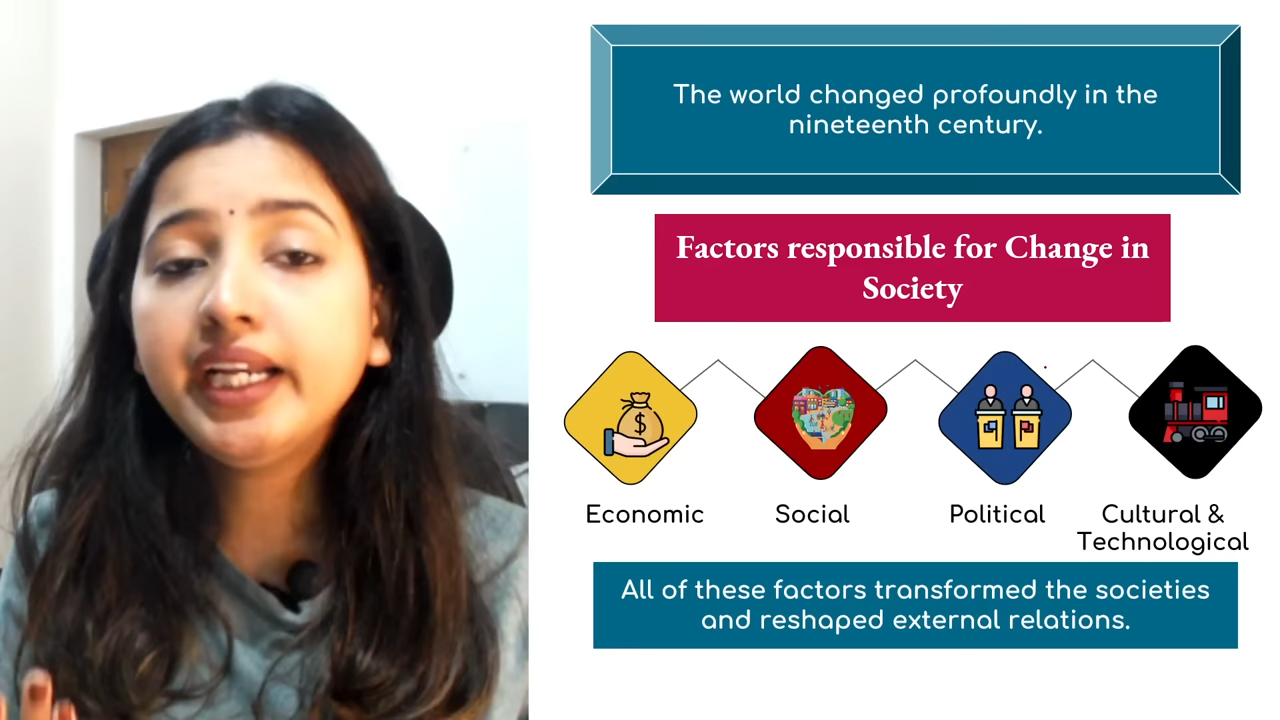 The world changed profoundly in the
nineteenth century.
Factors responsible for Change in
Society
$
Economic
Social
Political
Cultural &
Technological
All of these factors transformed the societies
and reshaped external relations.